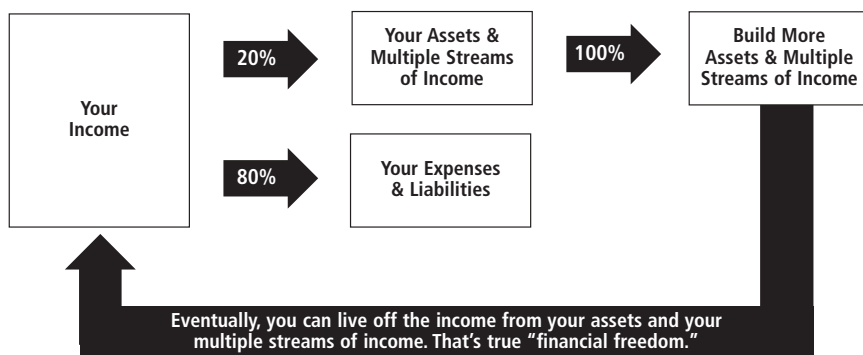 Your
Income
20%
Your Assets &
Multiple Streams
of Income
100%
Build More
Assets & Multiple
Streams of Income
80%
Your Expenses
& Liabilities
Eventually, you can live off the income from your assets and your
multiple streams of income. That’s true “financial freedom.”